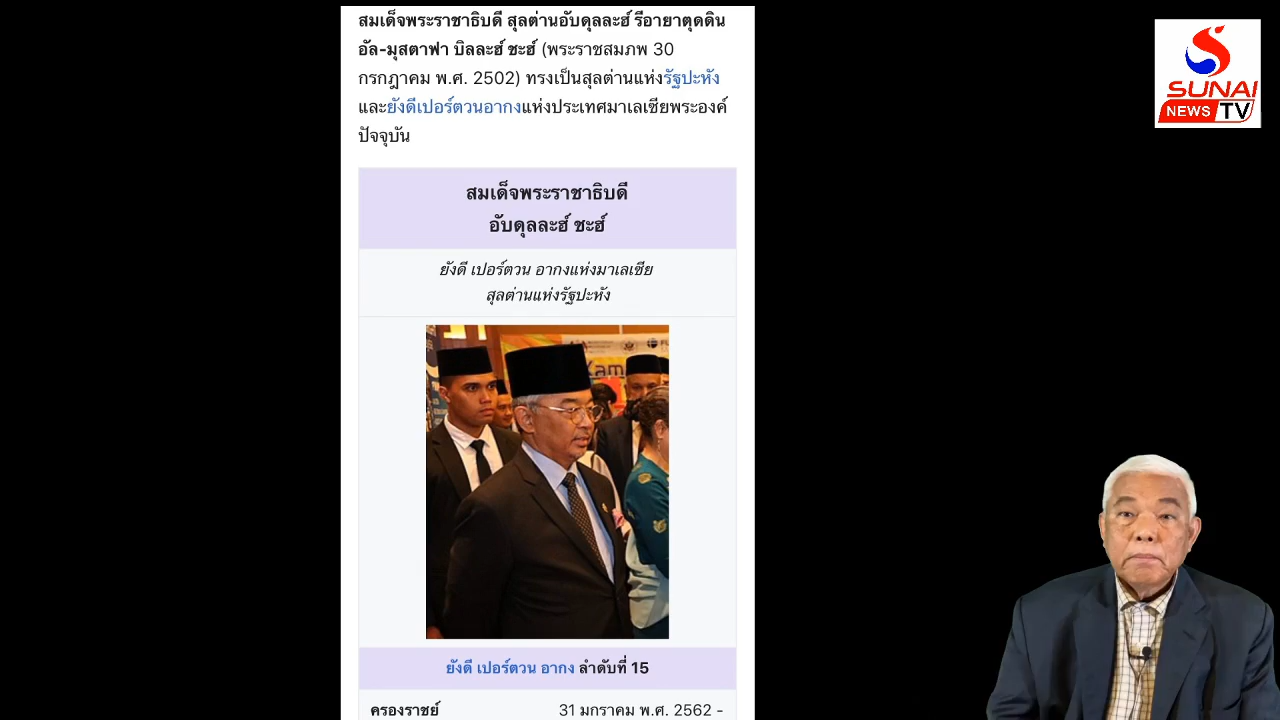 สมเด็จพระราชาธิบดี สุลต่านอับดุลละฮ์ รีอายาตุดดิน
อัล-มุสตาฟา บิลละฮ์ ชะฮ์ (พระราชสมภพ 30
กรกฎาคม พ.ศ. 2502) ทรงเป็นสุลต่านแห่งรัฐปะหัง
และยังดีเปอร์ตวนอากงแห่งประเทศมาเลเซียพระองค์
ปัจจุบัน
สมเด็จพระราชาธิบดี
อับดุลละฮ์ ชะฮ์
ยังดี เปอร์ตวน อากงแห่งมาเลเซีย
สุลต่านแห่งรัฐปะหัง
Kam
ยังดี เปอร์ตวน อากง ลำดับที่ 15
ครองราชย์ 31 มกราคม พ.ศ. 2562 -
SUNAI
NEWS TV